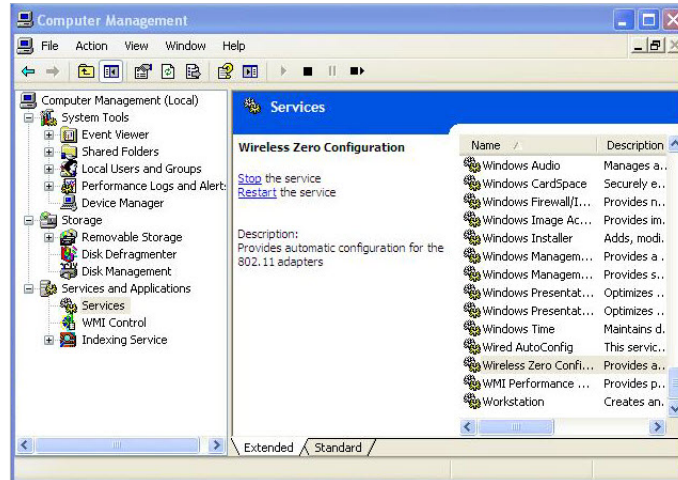 Computer Management
File Action View Window Help
Computer Management (Local)
System Tools
Event Viewer
Shared Folders
Local Users and Groups
Performance Logs and Alert:
Device Manager
Storage
Removable Storage
Disk Defragmenter
Disk Management
Services and Applications
Services
WMI Control
Indexing Service
Services
Wireless Zero Configuration
Stop the service
Restart the service
Description:
Provides automatic configuration for the
802.11 adapters
Name Description
Windows Audio Manages a..
Windows CardSpace Securely e..
Windows Firewall/I... Provides n..
Windows Image Ac... Provides im.
Windows Installer Adds, modi.
Windows Managem... Provides a .
Windows Managem... Provides s..
Windows Presentat... Optimizes ..
Windows Presentat... Optimizes ..
Windows Time Maintains d.
Wired AutoConfig This servic..
Wireless Zero Confi... Provides a..
WMI Performance ... Provides p..
Workstation Creates an.
Extended Standard